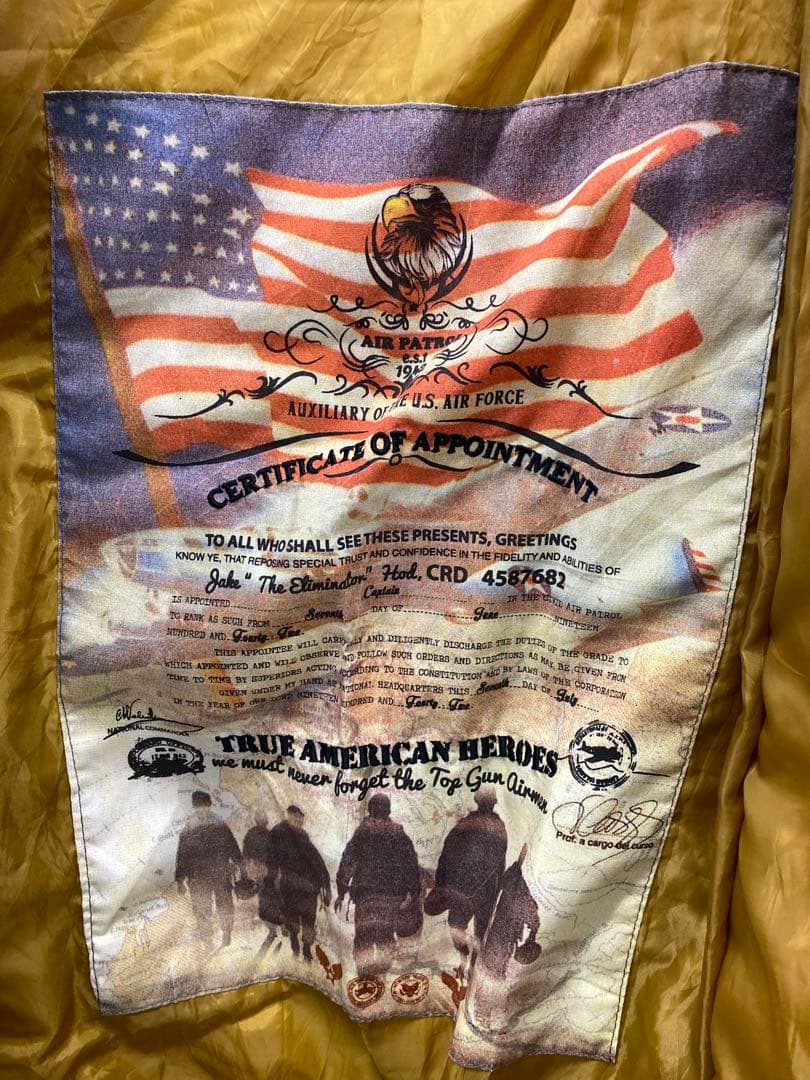 AIR PATRO
e.s.t
194
AUXILIARY OF THE U.S. AIR FORCE
CERTIFICATE OF APPOINTMENT
TO ALL WHO SHALL SEE THESE PRESENTS, GREETINGS
KNOW YE, THAT REPOSING SPECIAL TRUST AND CONFIDENCE IN THE FIDELITY AND ABILITIES OF
Jake " The Eliminator" Hod, CRD 4587682
IS APPOINTED Captain IN THE CIVIL AIR PATROL
TO RANK AS SUCH FROM Seventh DAY OF June NINETEEN
HUNDRED AND Fourty Two
THIS APPOINTEE WILL CAREFULLY AND DILIGENTLY DISCHARGE THE DUTIES OF THE GRADE TO
WHICH APPOINTED AND WILL OBSERVE AND FOLLOW SUCH ORDERS AND DIRECTIONS AS MAY BE GIVEN FROM
TIME TO TIME BY SUPERIORS ACTING ACCORDING TO THE CONSTITUTION AND BY LAWS OF THE CORPORATION
GIVEN UNDER MY HAND AT NATIONAL HEADQUARTERS THIS Seventh DAY OF July
IN THE YEAR OF OUR LORD NINETEEN HUNDRED AND Fourty Two
NATIONAL COMMANDER
TRUE AMERICAN HEROES
we must never forget the Top Gun Airmen
Prof. a cargo del curso